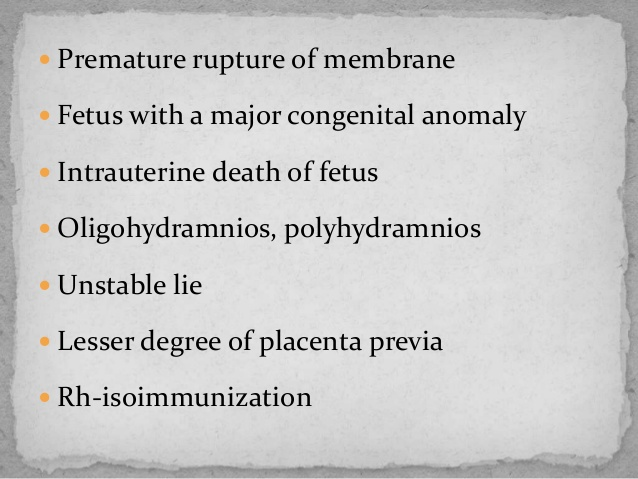 • Premature rupture of membrane
• Fetus with a major congenital anomaly
• Intrauterine death of fetus
• Oligohydramnios, polyhydramnios
• Unstable lie
• Lesser degree of placenta previa
• Rh-isoimmunization